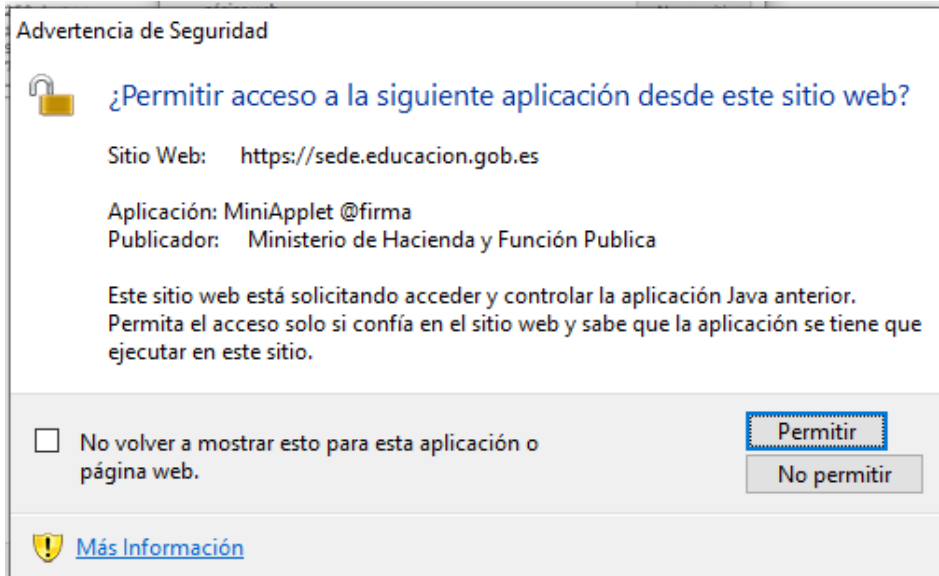 Advertencia de Seguridad
¿Permitir acceso a la siguiente aplicación desde este sitio web?
Sitio Web: https://sede.educacion.gob.es
Aplicación: MiniApplet @firma
Publicador: Ministerio de Hacienda y Función Publica
Este sitio web está solicitando acceder y controlar la aplicación Java anterior.
Permita el acceso solo si confía en el sitio web y sabe que la aplicación se tiene que
ejecutar en este sitio.
No volver a mostrar esto para esta aplicación o
página web.
Permitir
No permitir
Más Información